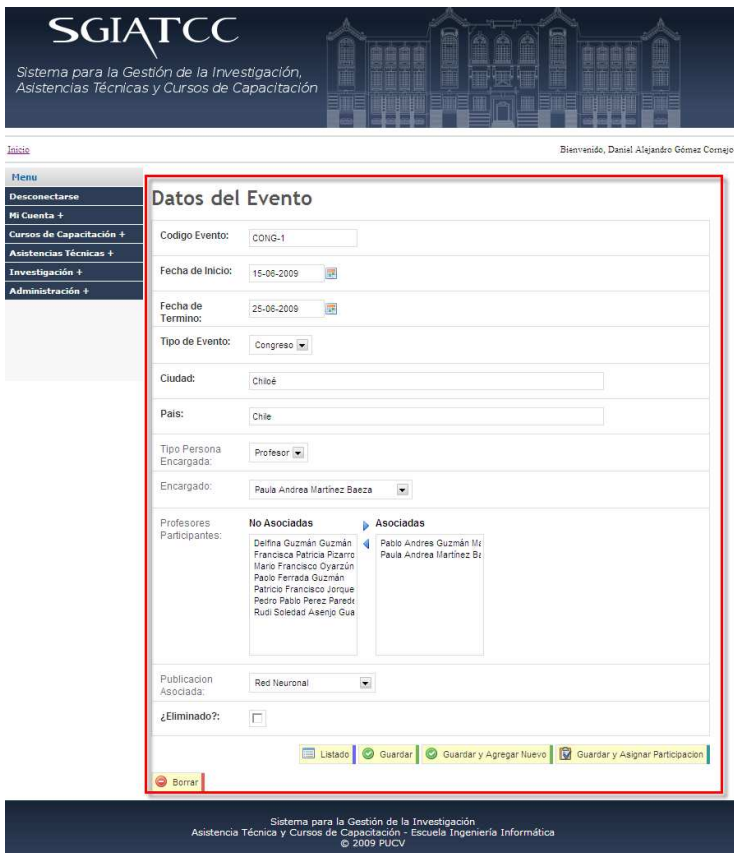 SGIATCC
Sistema para la Gestión de la Investigación,
Asistencias Técnicas y Cursos de Capacitación
Inicio
Bienvenido, Daniel Alejandro Gómez Cornejo
Menu
Desconectarse
Mi Cuenta +
Cursos de Capacitación +
Asistencias Técnicas +
Investigación +
Administración +
Datos del Evento
Codigo Evento: CONG-1
Fecha de Inicio: 15-06-2009
Fecha de
Termino: 25-06-2009
Tipo de Evento: Congreso
Ciudad: Chiloé
Pais: Chile
Tipo Persona
Encargada: Profesor
Encargado: Paula Andrea Martínez Baeza
Profesores
Participantes:
No Asociadas
Delfina Guzmán Guzmán
Francisca Patricia Pizarro
Mario Francisco Oyarzún
Paolo Ferrada Guzmán
Patricio Francisco Jorque
Pedro Pablo Perez Parede
Rudi Soledad Asenjo Gua
Asociadas
Pablo Andres Guzmán Ma
Paula Andrea Martínez Ba
Publicacion
Asociada: Red Neuronal
¿Eliminado?:
Listado Guardar Guardar y Agregar Nuevo Guardar y Asignar Participacion
Borrar
Sistema para la Gestión de la Investigación
Asistencia Técnica y Cursos de Capacitación - Escuela Ingeniería Informática
© 2009 PUCV